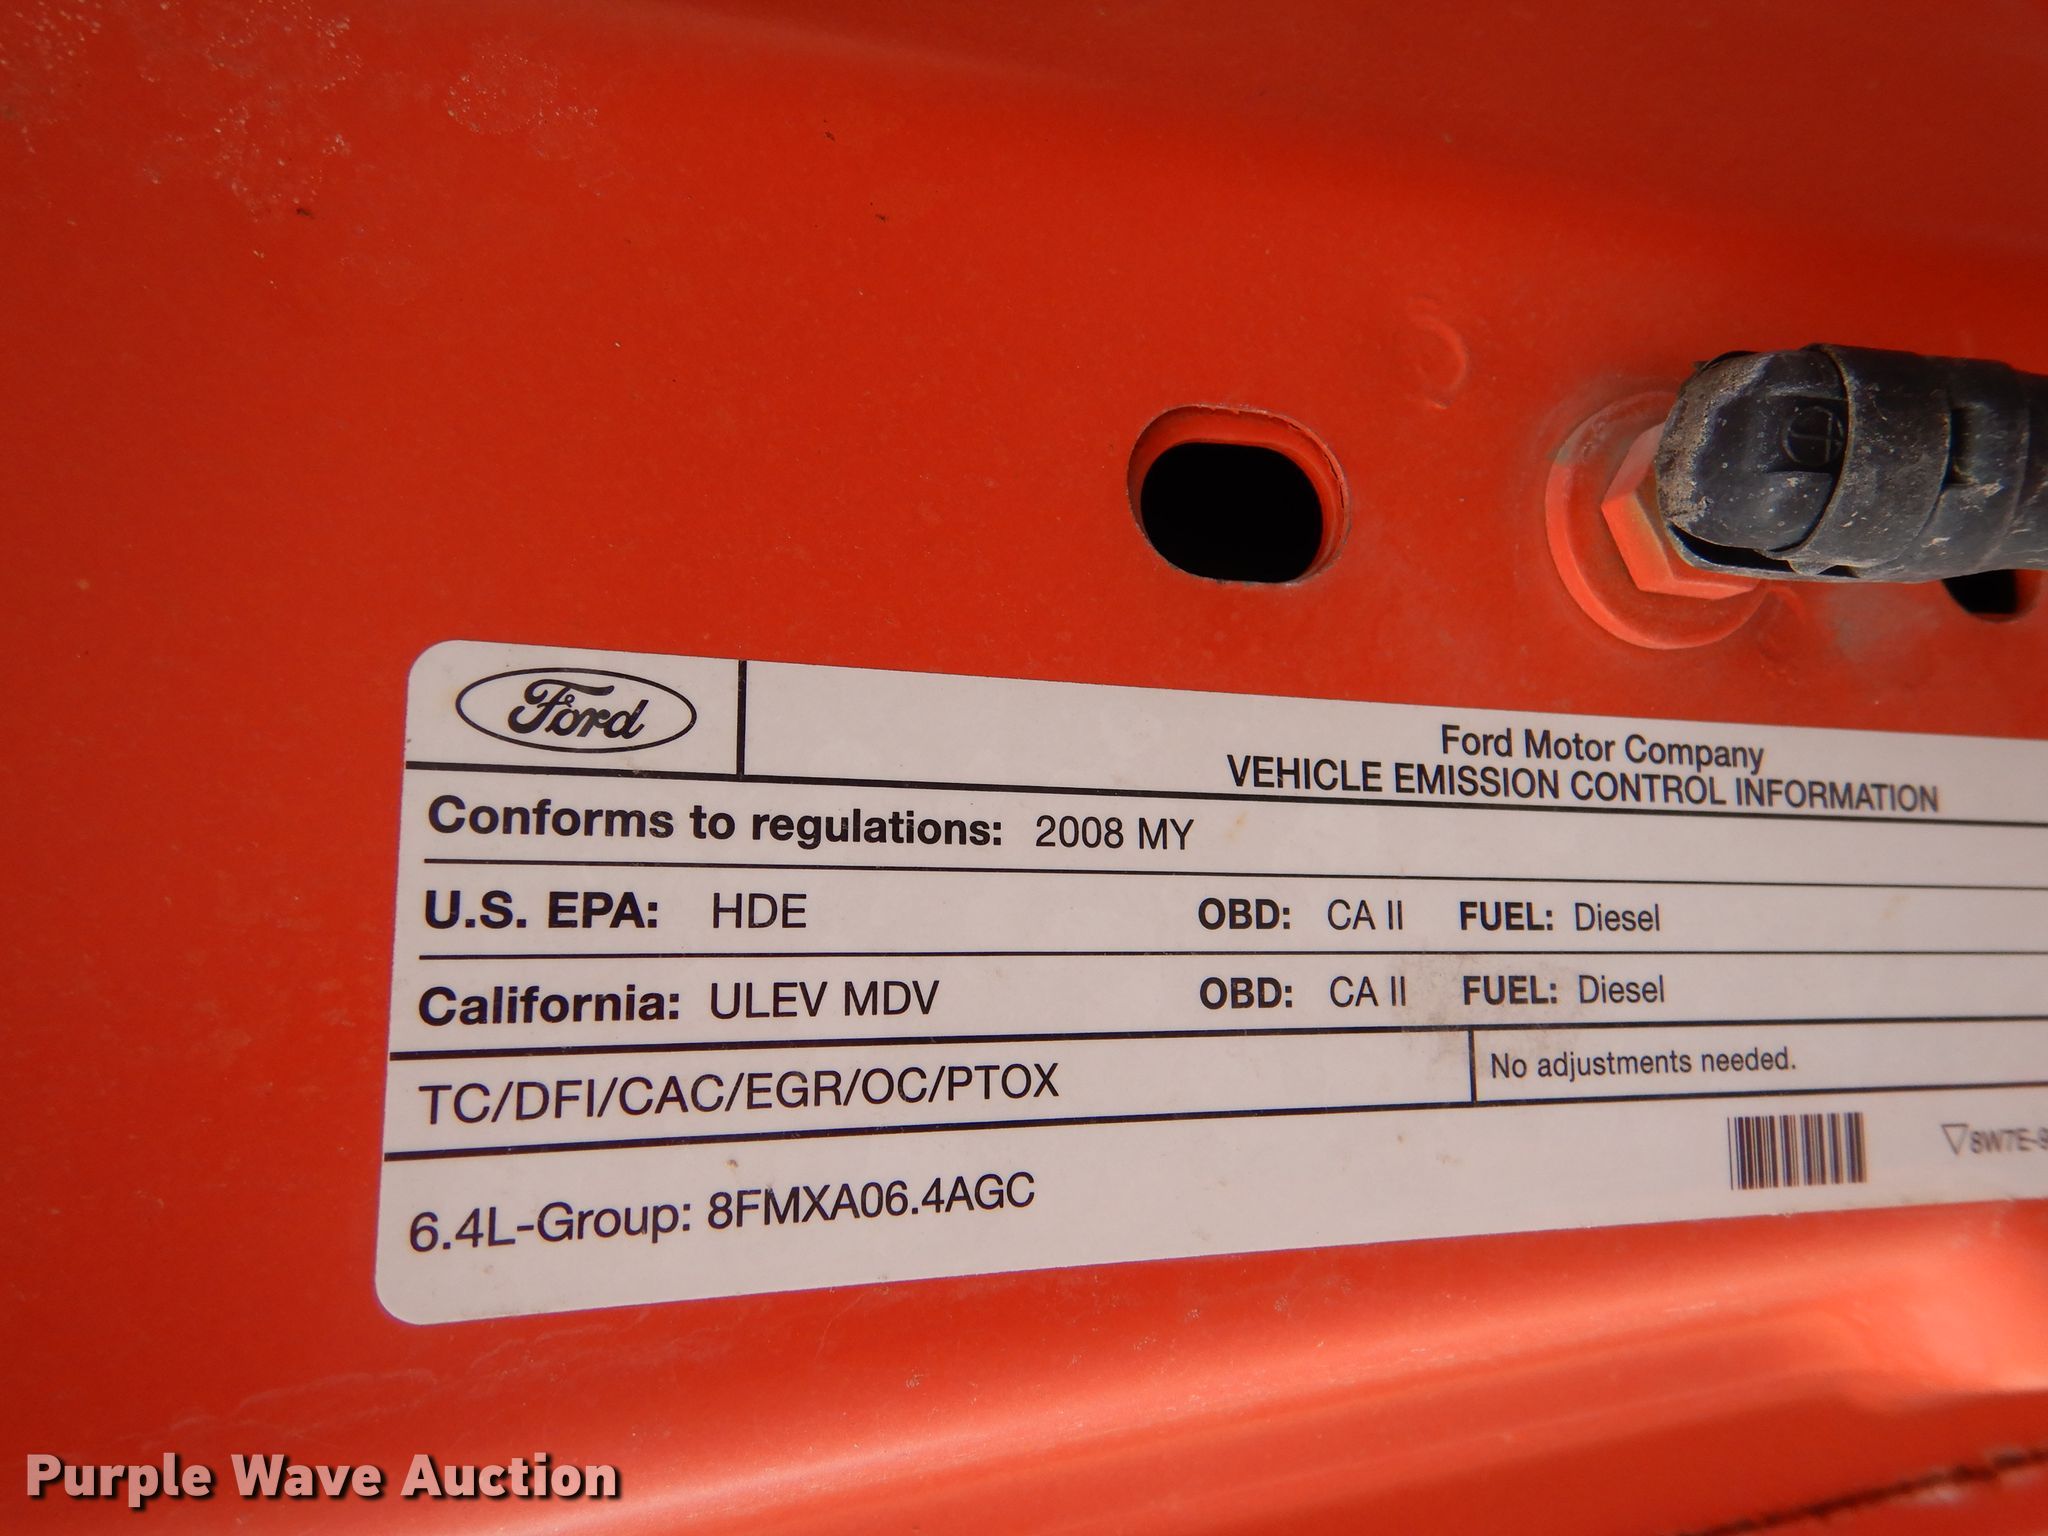 Ford
Ford Motor Company
VEHICLE EMISSION CONTROL INFORMATION
Conforms to regulations: 2008 MY
U.S. EPA: HDE OBD: CA II FUEL: Diesel
California: ULEV MDV OBD: CA II FUEL: Diesel
TC/DFI/CAC/EGR/OC/PTOX No adjustments needed.
6.4L-Group: 8FMXA06.4AGC
Purple Wave Auction